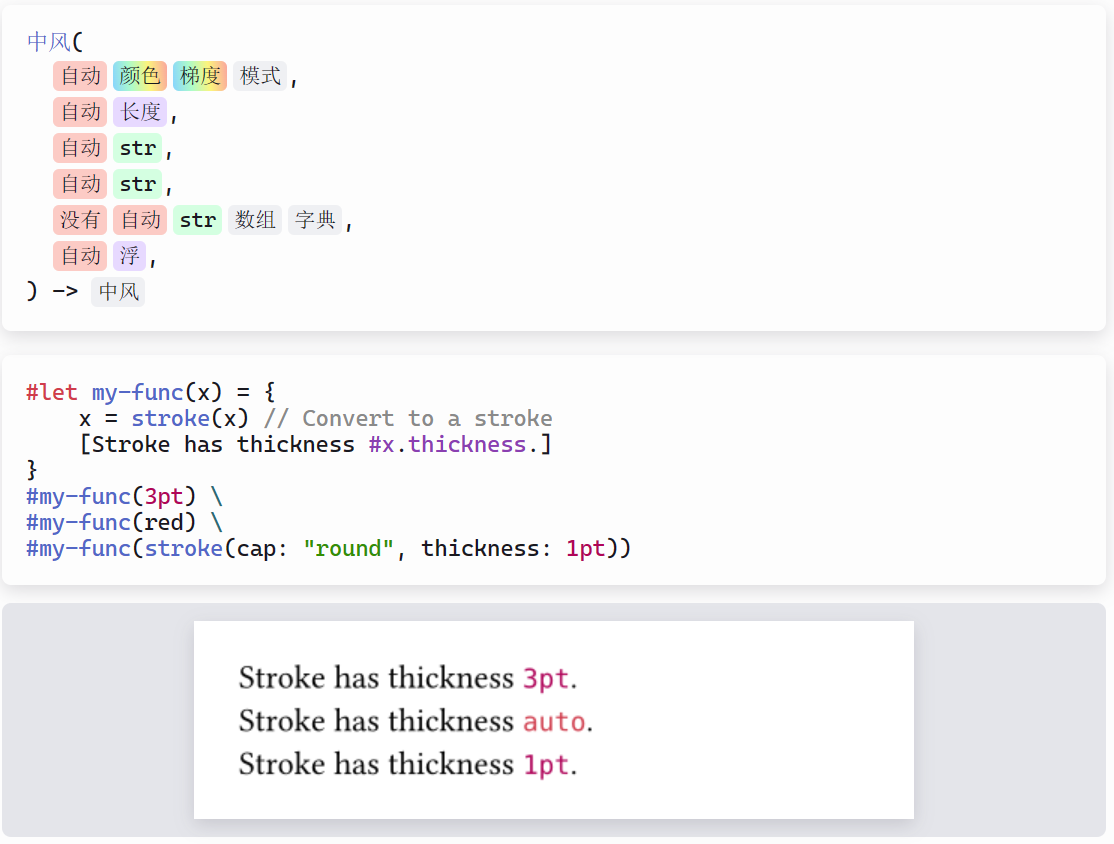 中风(
自动 颜色 梯度 模式 ,
自动 长度 ,
自动 str ,
自动 str ,
没有 自动 str 数组 字典 ,
自动 浮 ,
) -> 中风
#let my-func(x) = {
    x = stroke(x) // Convert to a stroke
    [Stroke has thickness #x.thickness.]
}
#my-func(3pt) \
#my-func(red) \
#my-func(stroke(cap: "round", thickness: 1pt))
Stroke has thickness 3pt.
Stroke has thickness auto.
Stroke has thickness 1pt.